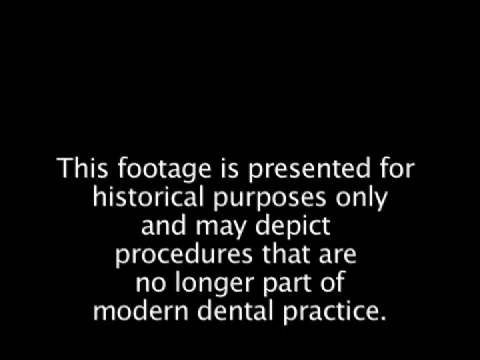 This footage is presented for
historical purposes only
and may depict
procedures that are
no longer part of
modern dental practice.